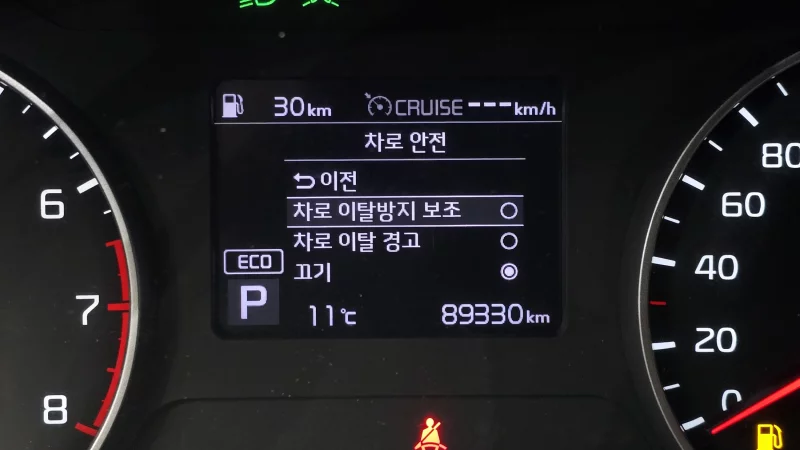 30km CRUISE ---km/h
차로 안전
이전
차로 이탈방지 보조
차로 이탈 경고
끄기
ECO
P
11℃ 89330km
6
7
8
80
60
40
20
0